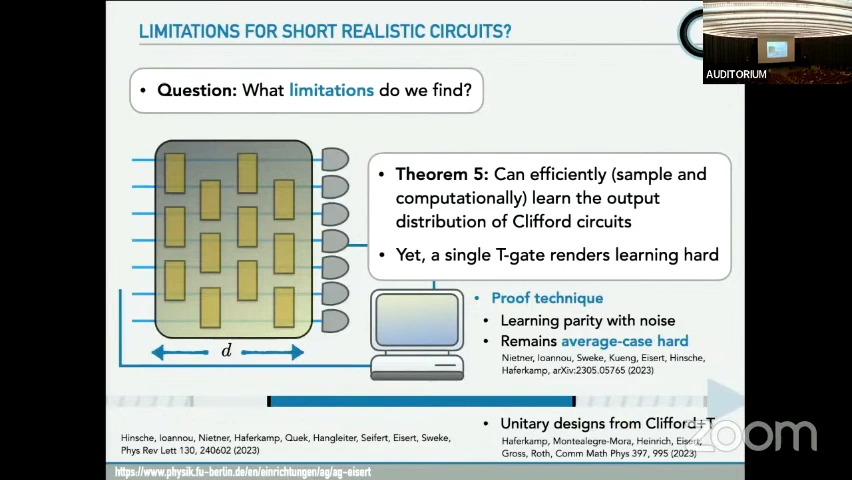 LIMITATIONS FOR SHORT REALISTIC CIRCUITS?
AUDITORIUM
• Question: What limitations do we find?
• Theorem 5: Can efficiently (sample and
computationally) learn the output
distribution of Clifford circuits
• Yet, a single T-gate renders learning hard
d
• Proof technique
• Learning parity with noise
• Remains average-case hard
Nietner, Ioannou, Sweke, Kueng, Eisert, Hinsche,
Haferkamp, arXiv:2305.05765 (2023)
• Unitary designs from Clifford+T
Haferkamp, Montealegre-Mora, Heinrich, Eisert,
Gross, Roth, Comm Math Phys 397, 995 (2023)
zoom
Hinsche, Ioannou, Nietner, Haferkamp, Quek, Hangleiter, Seifert, Eisert, Sweke,
Phys Rev Lett 130, 240602 (2023)
https://www.physik.fu-berlin.de/en/einrichtungen/ag/ag-eisert